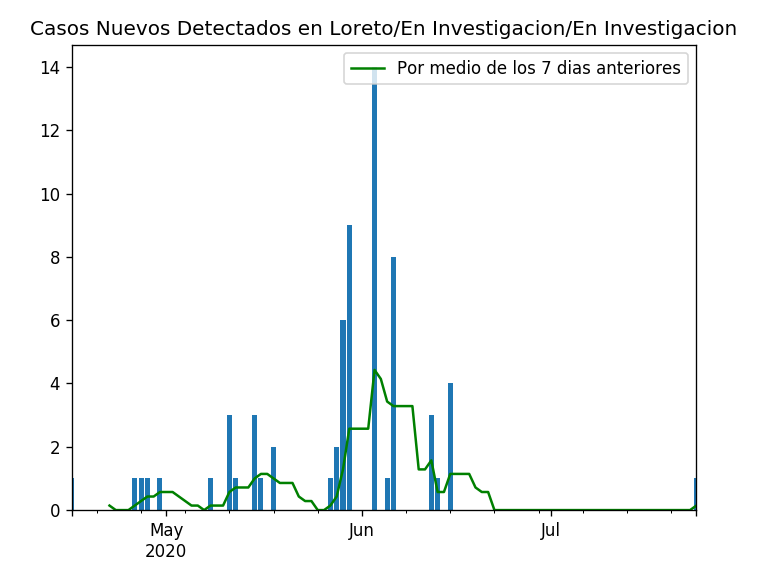 Casos Nuevos Detectados en Loreto/En Investigacion/En Investigacion
Por medio de los 7 dias anteriores
14
12
10
8
6
4
2
0
May
2020
Jun
Jul